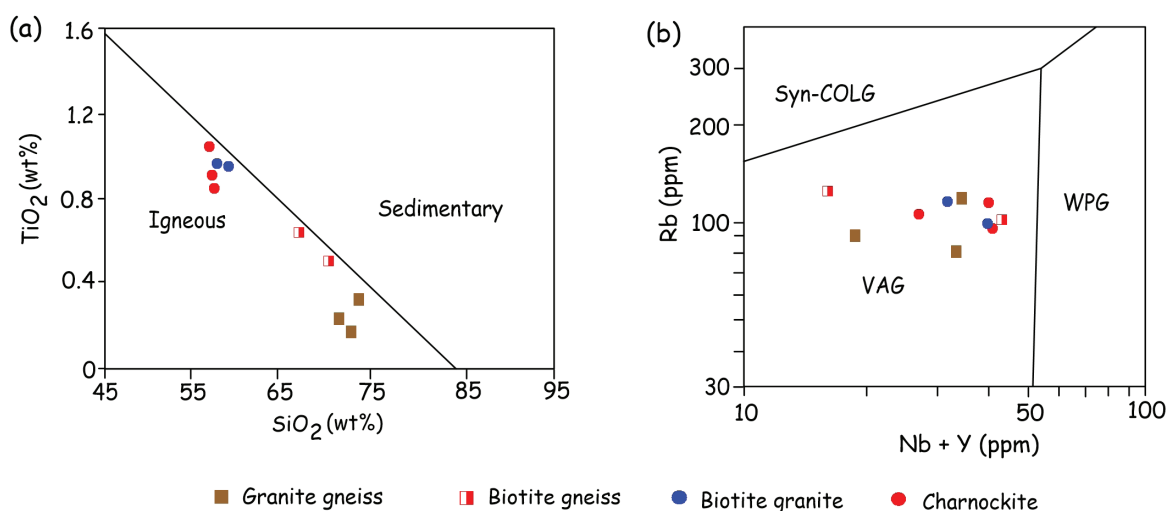 (a)
1.6
1.2
0.8
0.4
0
TiO2 (wt%)
Igneous
Sedimentary
45 55 65 75 85 95
SiO2 (wt%)
(b)
300
200
100
30
Rb (ppm)
Syn-COLG
WPG
VAG
10 50 100
Nb + Y (ppm)
Granite gneiss Biotite gneiss Biotite granite Charnockite